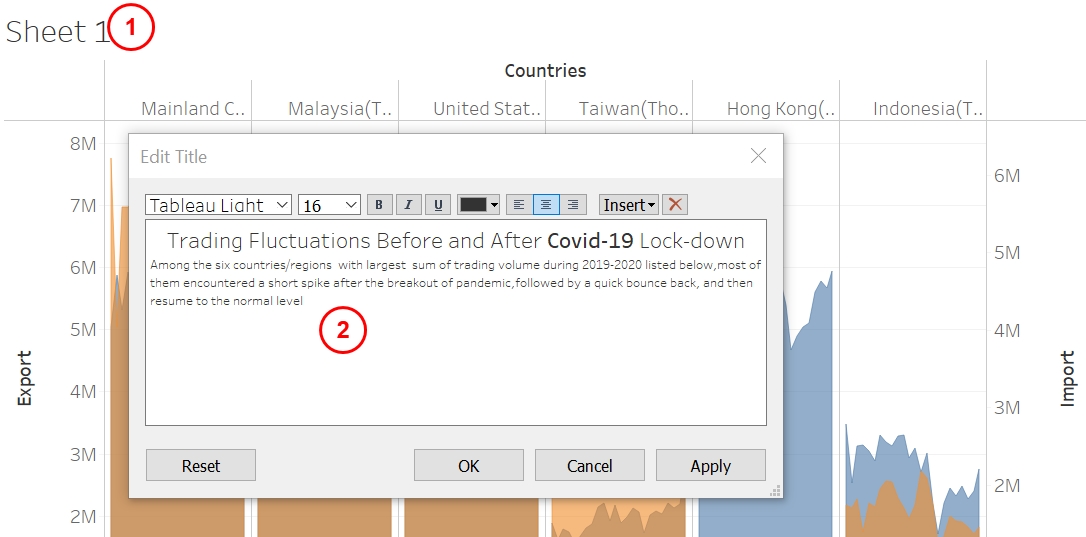 Sheet 1
1
Countries
Mainland C.. Malaysia(T.. United Stat.. Taiwan(Tho.. Hong Kong(.. Indonesia(T..
Edit Title
Tableau Light 16 B I U Insert
Trading Fluctuations Before and After Covid-19 Lock-down
Among the six countries/regions with largest sum of trading volume during 2019-2020 listed below,most of
them encountered a short spike after the breakout of pandemic,followed by a quick bounce back, and then
resume to the normal level
2
Reset OK Cancel Apply
Export
8M
7M
6M
5M
4M
3M
2M
6M
5M
4M
3M
2M
Import